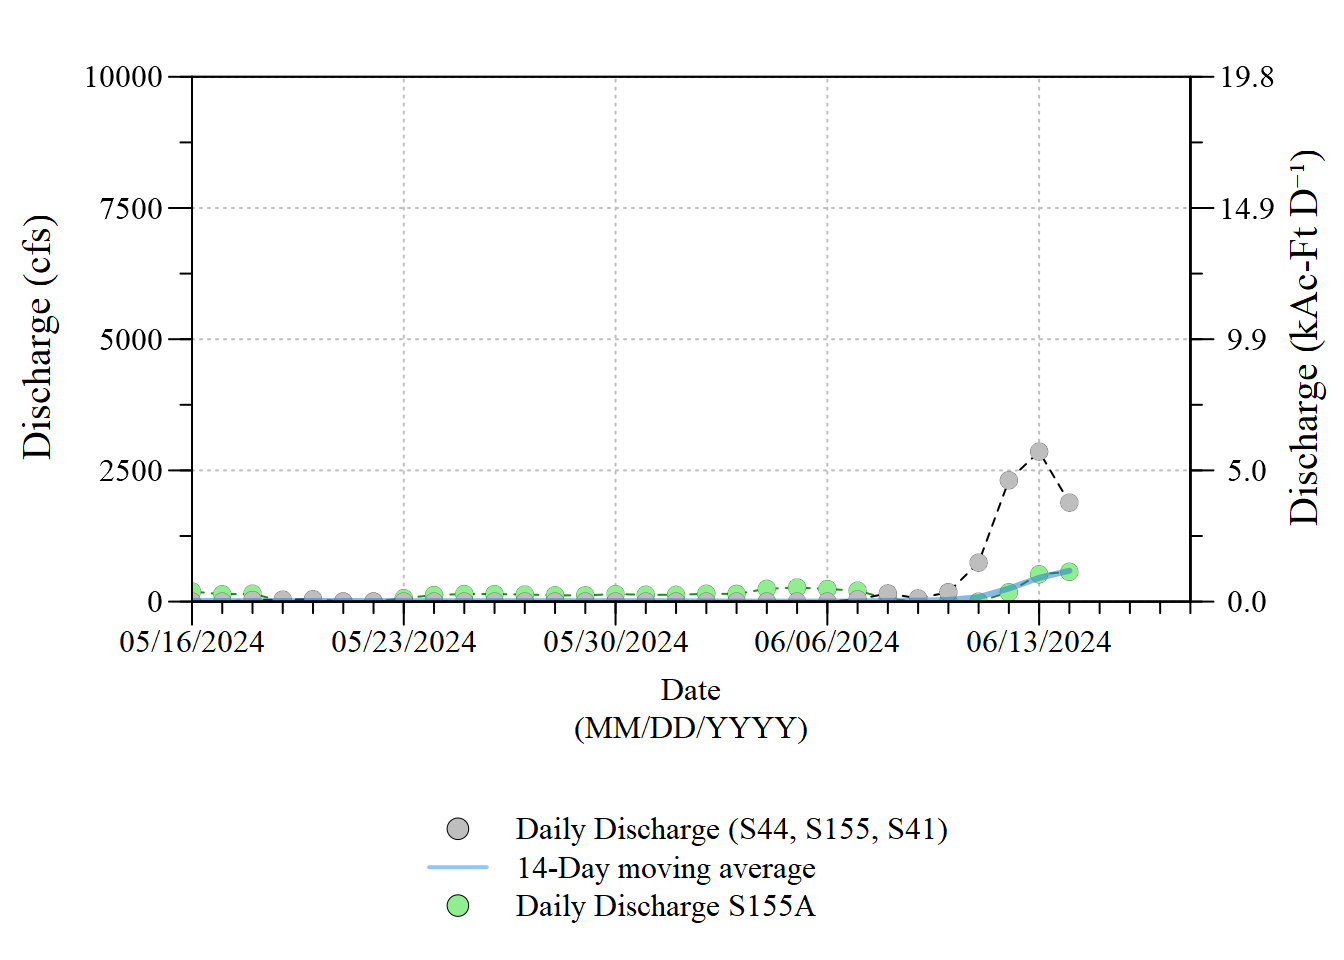 10000
7500
5000
2500
0
19.8
14.9
9.9
5.0
0.0
Discharge (cfs)
Discharge (kAc-Ft D⁻¹)
05/16/2024
05/23/2024
05/30/2024
06/06/2024
06/13/2024
Date
(MM/DD/YYYY)
Daily Discharge (S44, S155, S41)
14-Day moving average
Daily Discharge S155A